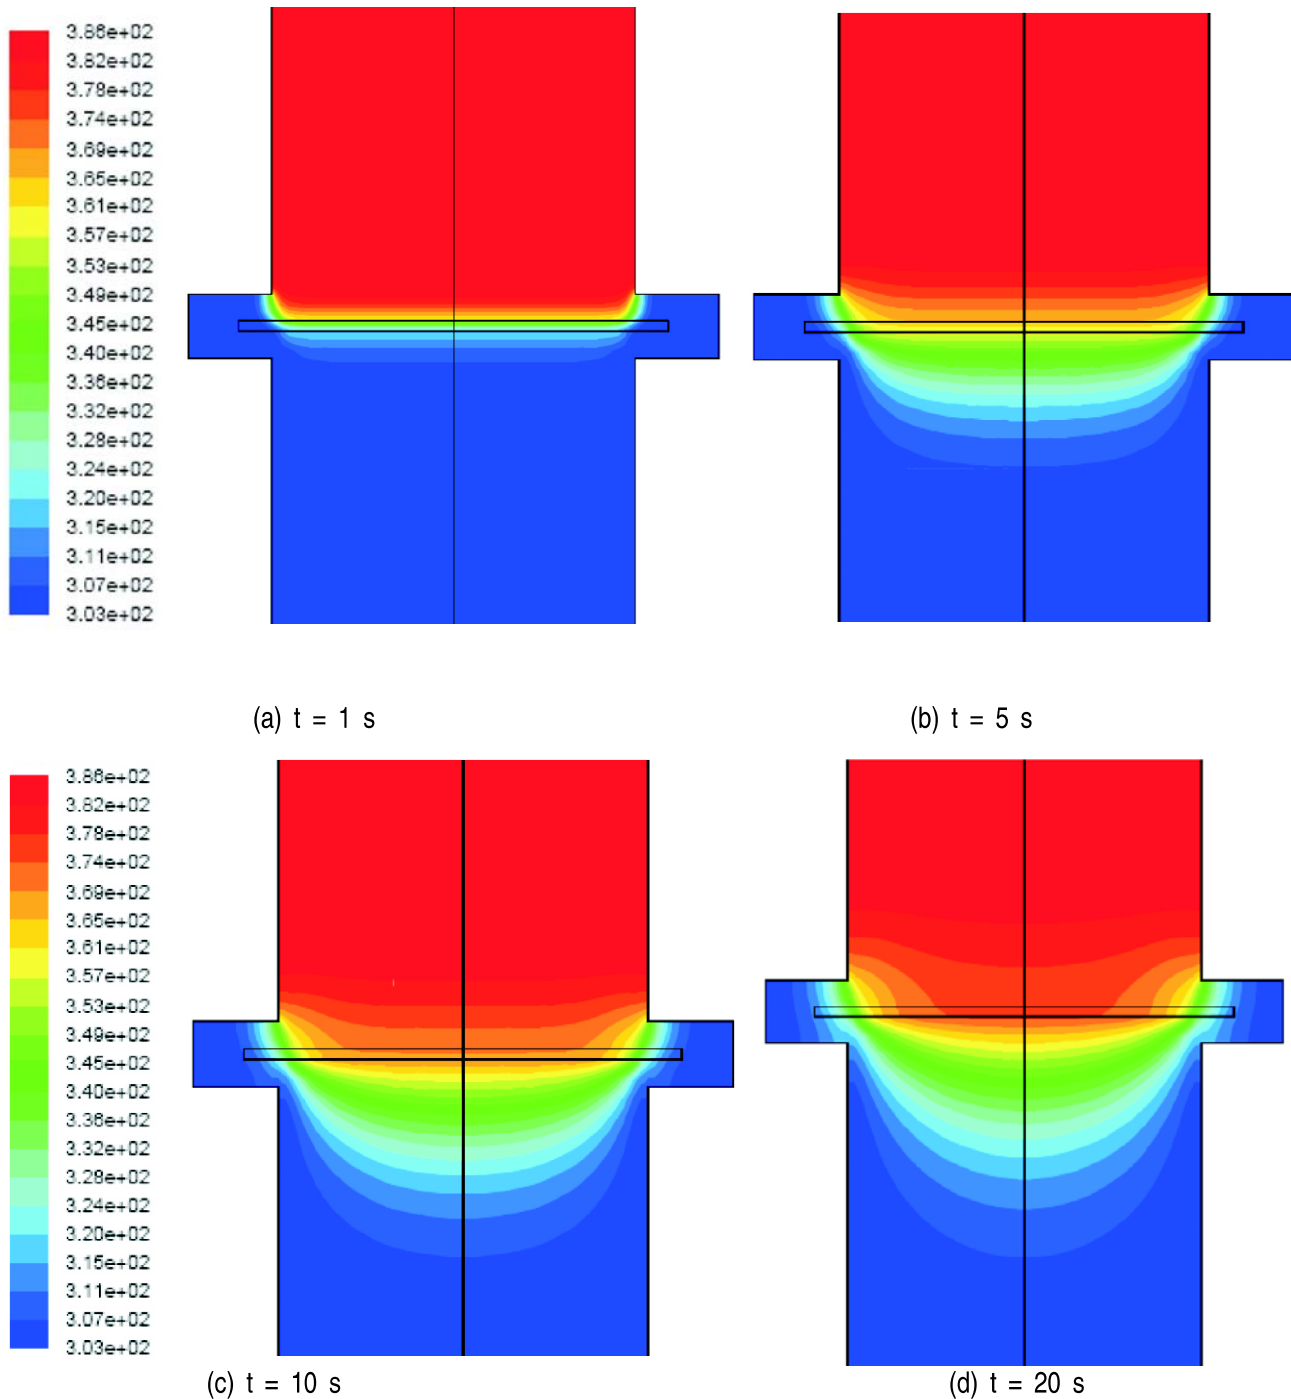 3.86e+02
3.82e+02
3.78e+02
3.74e+02
3.69e+02
3.65e+02
3.61e+02
3.57e+02
3.53e+02
3.49e+02
3.45e+02
3.40e+02
3.36e+02
3.32e+02
3.28e+02
3.24e+02
3.20e+02
3.15e+02
3.11e+02
3.07e+02
3.03e+02
(a) t = 1 s
(b) t = 5 s
3.86e+02
3.82e+02
3.78e+02
3.74e+02
3.69e+02
3.65e+02
3.61e+02
3.57e+02
3.53e+02
3.49e+02
3.45e+02
3.40e+02
3.36e+02
3.32e+02
3.28e+02
3.24e+02
3.20e+02
3.15e+02
3.11e+02
3.07e+02
3.03e+02
(c) t = 10 s
(d) t = 20 s